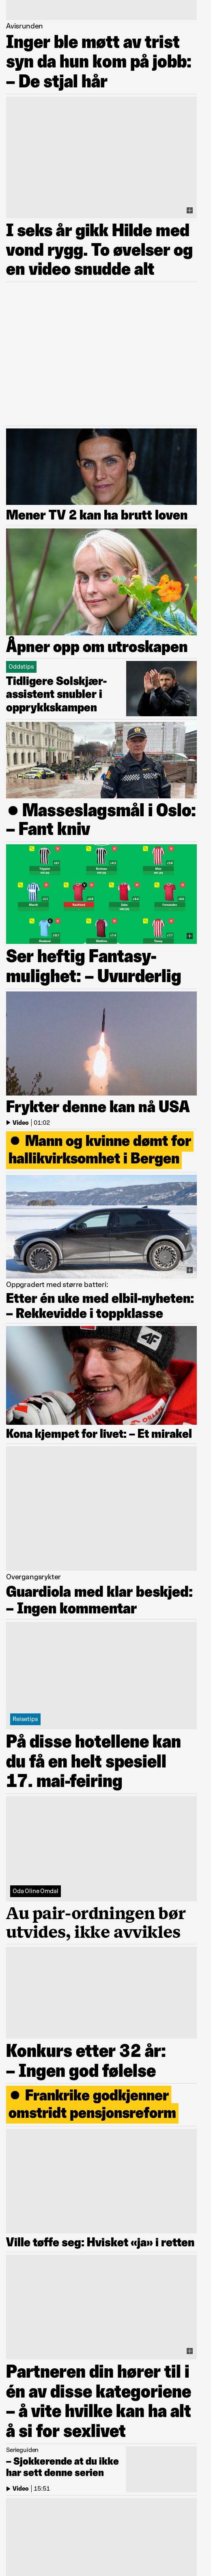 Avisrunden
Inger ble møtt av trist
syn da hun kom på jobb:
– De stjal hår
I seks år gikk Hilde med
vond rygg. To øvelser og
en video snudde alt
Mener TV 2 kan ha brutt loven
Åpner opp om utroskapen
Oddstips
Tidligere Solskjær-
assistent snubler i
opprykkskampen
● Masseslagsmål i Oslo:
– Fant kniv
Ser heftig Fantasy-
mulighet: – Uvurderlig
Frykter denne kan nå USA
Video | 01:02
● Mann og kvinne dømt for
hallikvirksomhet i Bergen
Oppgradert med større batteri:
Etter én uke med elbil-nyheten:
– Rekkevidde i toppklasse
Kona kjempet for livet: – Et mirakel
Overgangsrykter
Guardiola med klar beskjed:
– Ingen kommentar
Reisetips
På disse hotellene kan
du få en helt spesiell
17. mai-feiring
Oda Oline Omdal
Au pair-ordningen bør
utvides, ikke avvikles
Konkurs etter 32 år:
– Ingen god følelse
● Frankrike godkjenner
omstridt pensjonsreform
Ville tøffe seg: Hvisket «ja» i retten
Partneren din hører til i
én av disse kategoriene
– å vite hvilke kan ha alt
å si for sexlivet
Serieguiden
– Sjokkerende at du ikke
har sett denne serien
Video | 15:51